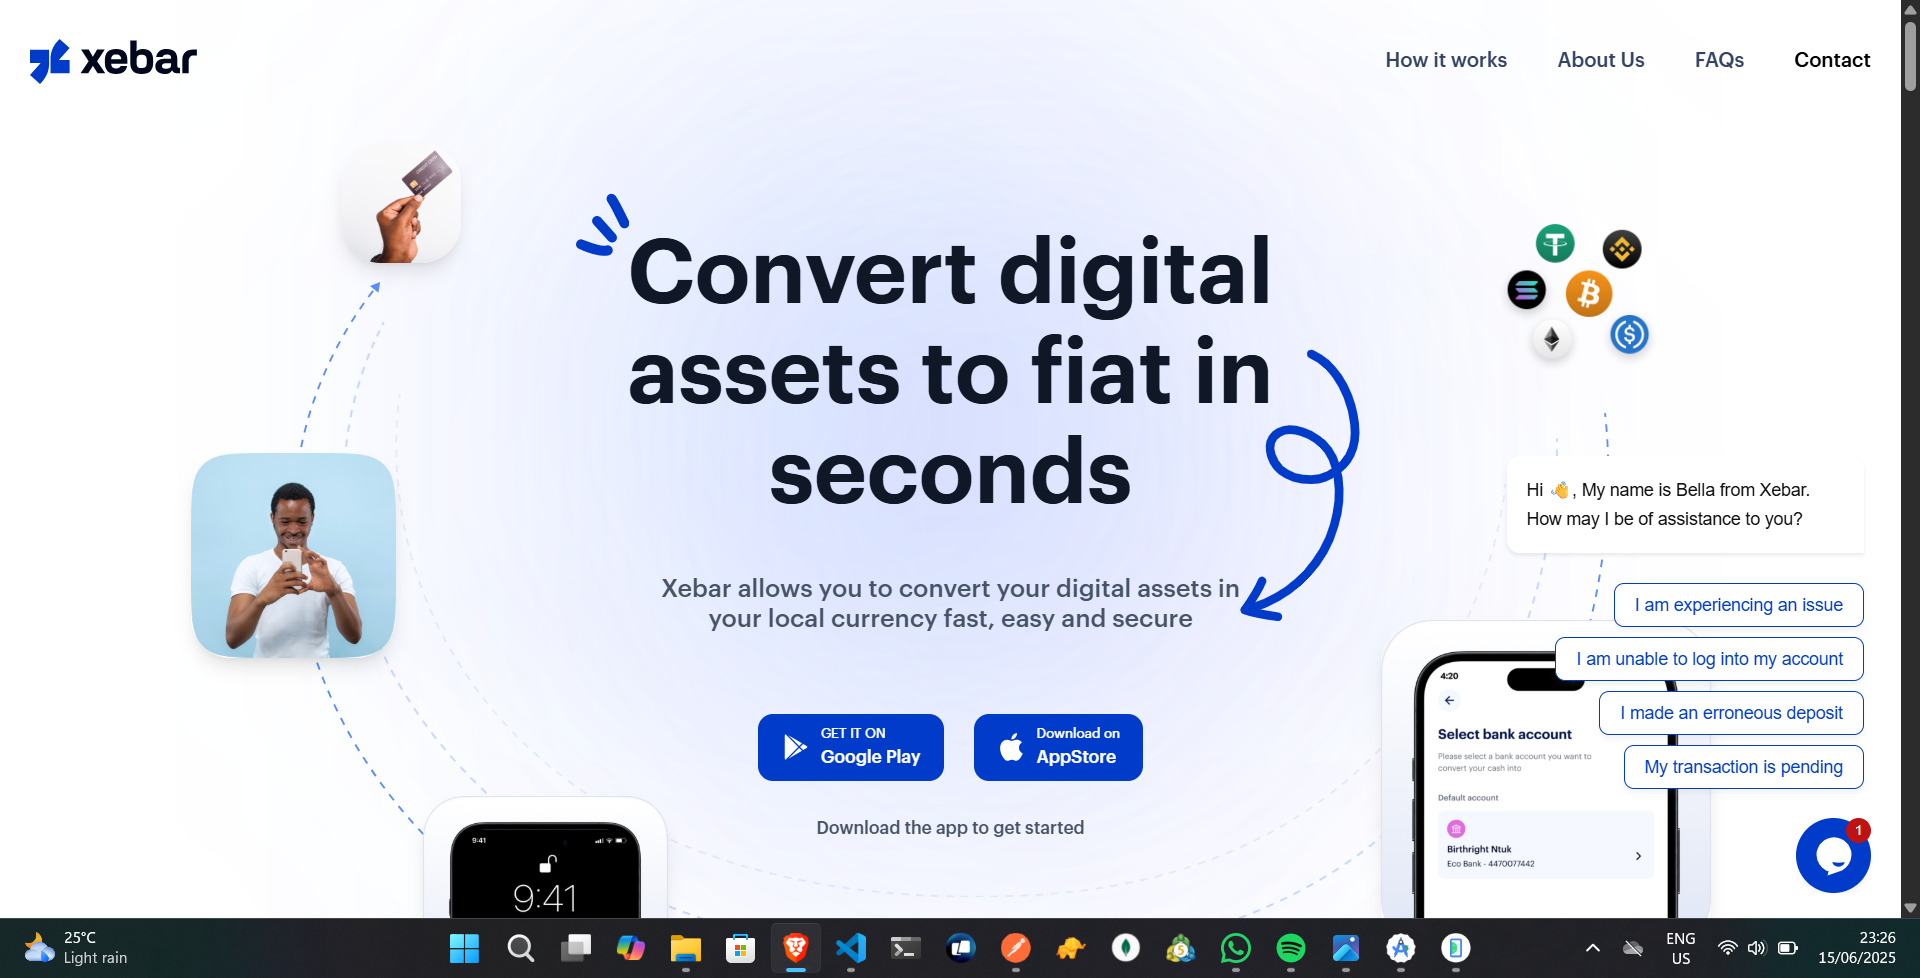 xebar
How it works
About Us
FAQs
Contact
Convert digital
assets to fiat in
seconds
Xebar allows you to convert your digital assets in
your local currency fast, easy and secure
GET IT ON
Google Play
Download on
AppStore
Download the app to get started
9:41
9:41
4:20
Select bank account
Please select a bank account you want to
convert your cash into
Default account
Birthright Ntuk
Eco Bank - 4470077442
Hi 👋, My name is Bella from Xebar.
How may I be of assistance to you?
I am experiencing an issue
I am unable to log into my account
I made an erroneous deposit
My transaction is pending
1
25°C
Light rain
ENG
US
23:26
15/06/2025